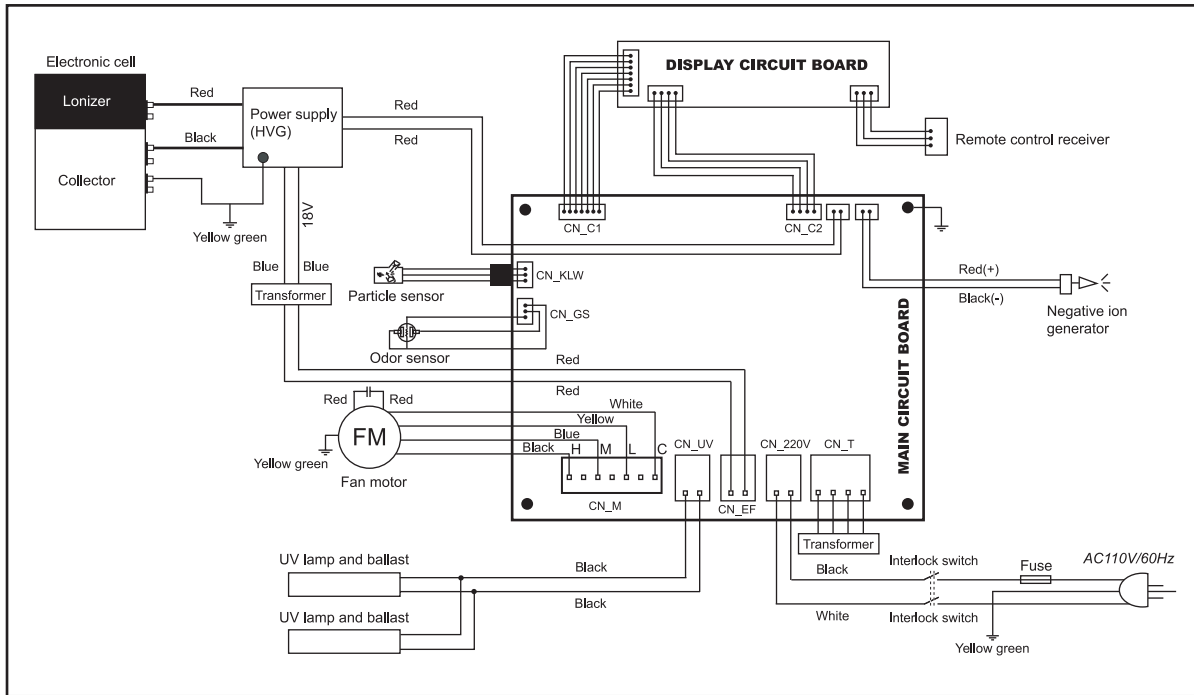 Electronic cell
Lonizer
Collector
Red
Black
Power supply
(HVG)
Yellow green
18V
Blue
Blue
Transformer
Red
Red
DISPLAY CIRCUIT BOARD
Remote control receiver
CN_C1
CN_C2
MAIN CIRCUIT BOARD
Particle sensor
CN_KLW
Odor sensor
CN_GS
Red(+)
Black(-)
Negative ion
generator
Red
Red
Red
Red
FM
Yellow green
Fan motor
White
Yellow
Blue
Black
H
M
L
C
CN_M
CN_UV
CN_EF
CN_220V
CN_T
Transformer
UV lamp and ballast
Black
Black
UV lamp and ballast
Black
White
Interlock switch
Interlock switch
Fuse
AC110V/60Hz
Yellow green